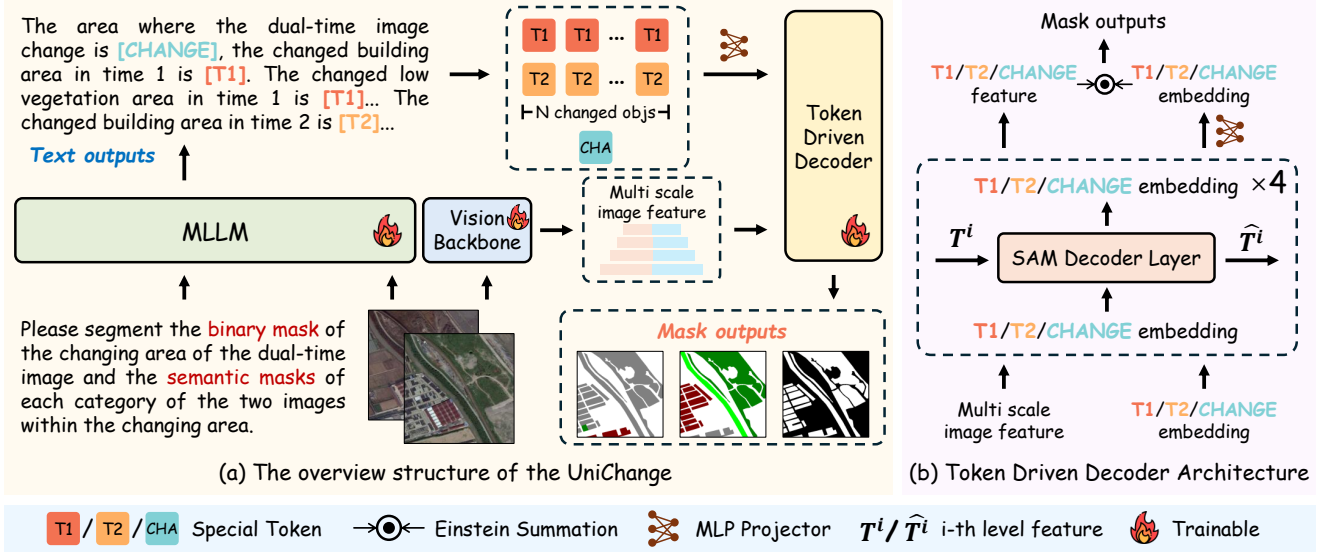 The area where the dual-time image
change is [CHANGE], the changed building
area in time 1 is [T1]. The changed low
vegetation area in time 1 is [T1]... The
changed building area in time 2 is [T2]...
Text outputs
T1 T1 ... T1
T2 T2 ... T2
N changed objs
CHA
Token
Driven
Decoder
MLLM
Vision
Backbone
Multi scale
image feature
Please segment the binary mask of
the changing area of the dual-time
image and the semantic masks of
each category of the two images
within the changing area.
Mask outputs
(a) The overview structure of the UniChange
Mask outputs
T1/T2/CHANGE
feature
T1/T2/CHANGE
embedding
T1/T2/CHANGE embedding ×4
T^i
SAM Decoder Layer
\hat{T^i}
T1/T2/CHANGE embedding
Multi scale
image feature
T1/T2/CHANGE
embedding
(b) Token Driven Decoder Architecture
T1 / T2 / CHA Special Token
Einstein Summation
MLP Projector
T^i / \hat{T^i} i-th level feature
Trainable